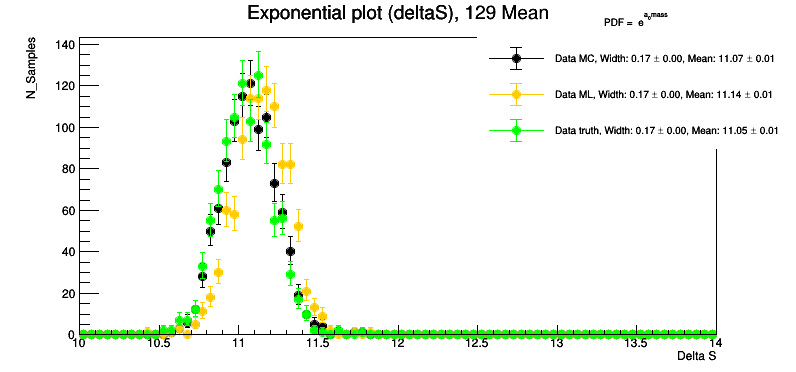 Exponential plot (deltaS), 129 Mean
PDF = e^{a_0 mass}
N_Samples
140
120
100
80
60
40
20
0
Data MC, Width: 0.17 ± 0.00, Mean: 11.07 ± 0.01
Data ML, Width: 0.17 ± 0.00, Mean: 11.14 ± 0.01
Data truth, Width: 0.17 ± 0.00, Mean: 11.05 ± 0.01
10 10.5 11 11.5 12 12.5 13 13.5 14
Delta S